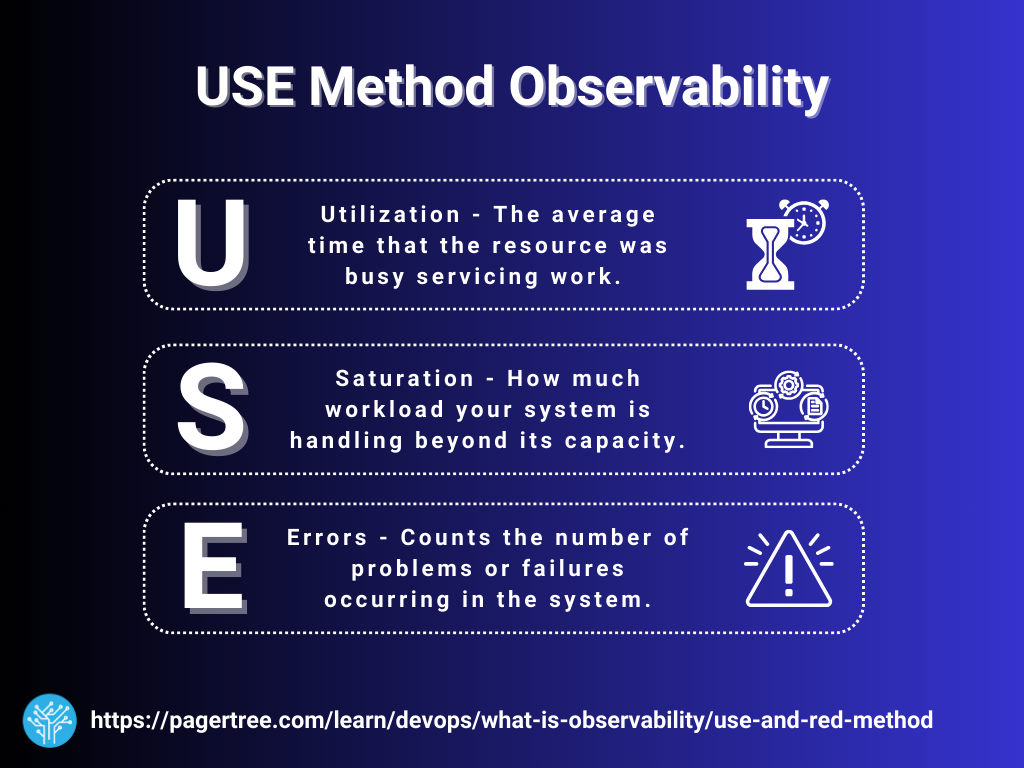 USE Method Observability
U
Utilization - The average
time that the resource was
busy servicing work.
S
Saturation - How much
workload your system is
handling beyond its capacity.
E
Errors - Counts the number of
problems or failures
occurring in the system.
https://pagertree.com/learn/devops/what-is-observability/use-and-red-method